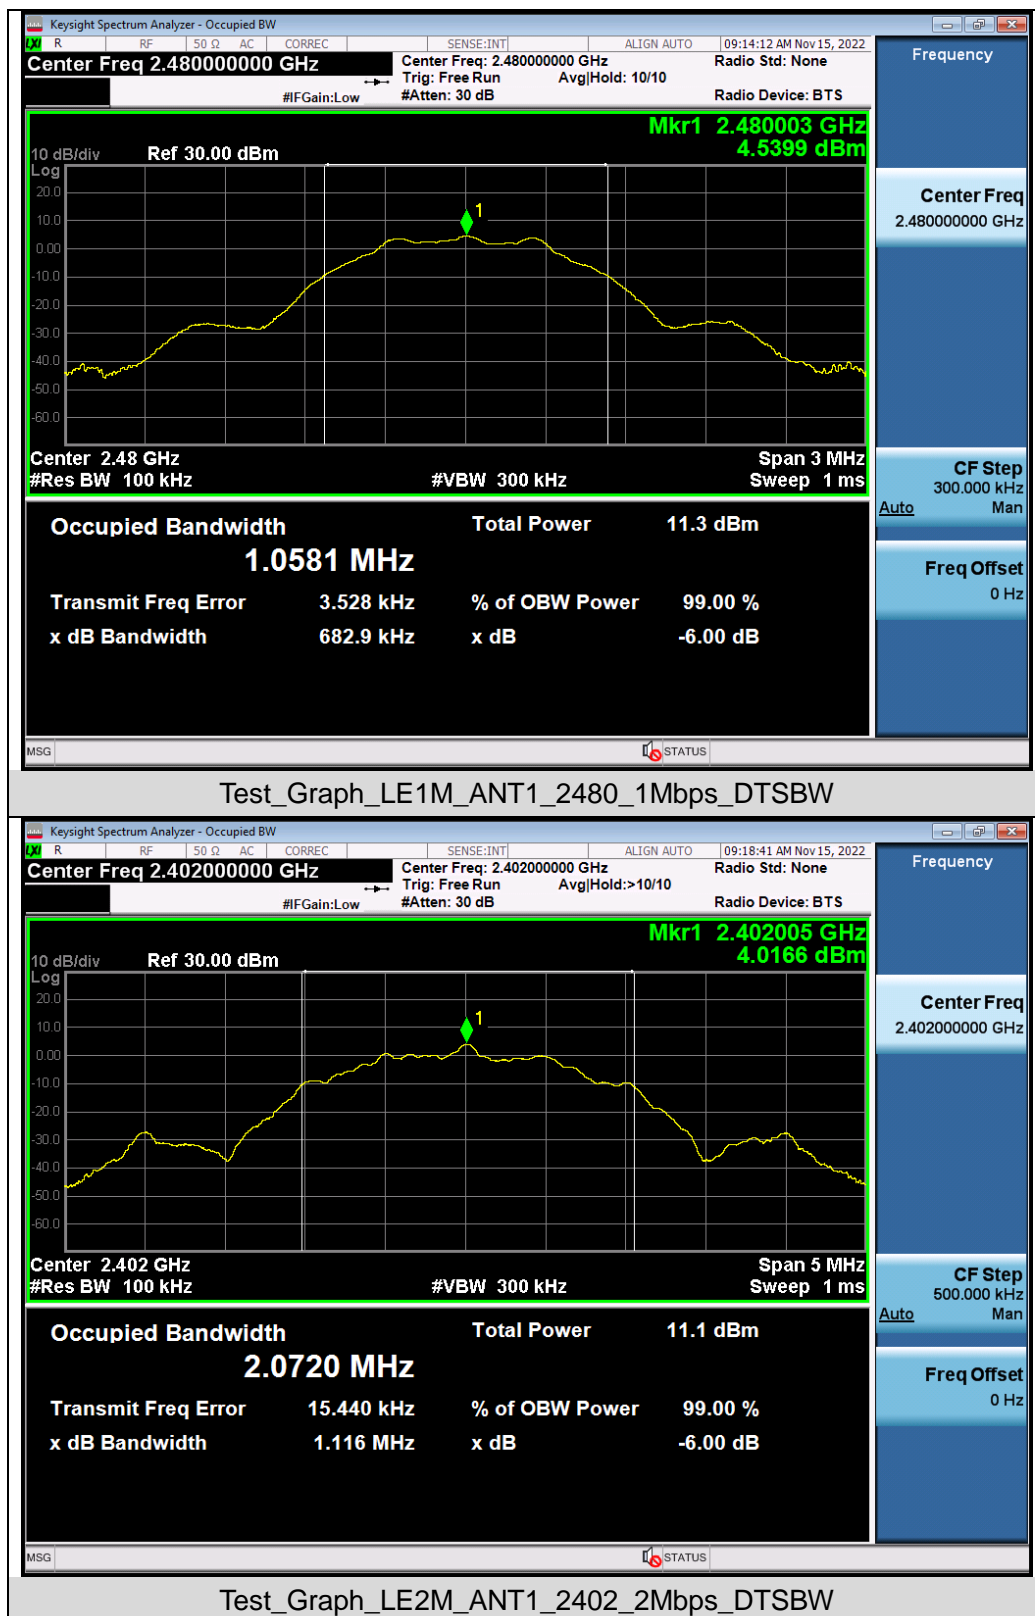 Keysight Spectrum Analyzer - Occupied BW
LXI R RF 50 Ω AC CORREC SENSE:INT ALIGN AUTO 09:14:12 AM Nov 15, 2022
Center Freq 2.480000000 GHz
Center Freq: 2.480000000 GHz
Radio Std: None
Trig: Free Run Avg|Hold: 10/10
#IFGain:Low
#Atten: 30 dB
Radio Device: BTS
Mkr1 2.480003 GHz
4.5399 dBm
10 dB/div Ref 30.00 dBm
Log
20.0
10.0
0.00
-10.0
-20.0
-30.0
-40.0
-50.0
-60.0
1
Center 2.48 GHz
Span 3 MHz
#Res BW 100 kHz
#VBW 300 kHz
Sweep 1 ms
Occupied Bandwidth
Total Power 11.3 dBm
1.0581 MHz
Transmit Freq Error 3.528 kHz % of OBW Power 99.00 %
x dB Bandwidth 682.9 kHz x dB -6.00 dB
MSG
STATUS
Frequency
Center Freq
2.480000000 GHz
CF Step
300.000 kHz
Auto Man
Freq Offset
0 Hz
Test_Graph_LE1M_ANT1_2480_1Mbps_DTSBW
Keysight Spectrum Analyzer - Occupied BW
LXI R RF 50 Ω AC CORREC SENSE:INT ALIGN AUTO 09:18:41 AM Nov 15, 2022
Center Freq 2.402000000 GHz
Center Freq: 2.402000000 GHz
Radio Std: None
Trig: Free Run Avg|Hold:>10/10
#IFGain:Low
#Atten: 30 dB
Radio Device: BTS
Mkr1 2.402005 GHz
4.0166 dBm
10 dB/div Ref 30.00 dBm
Log
20.0
10.0
0.00
-10.0
-20.0
-30.0
-40.0
-50.0
-60.0
1
Center 2.402 GHz
Span 5 MHz
#Res BW 100 kHz
#VBW 300 kHz
Sweep 1 ms
Occupied Bandwidth
Total Power 11.1 dBm
2.0720 MHz
Transmit Freq Error 15.440 kHz % of OBW Power 99.00 %
x dB Bandwidth 1.116 MHz x dB -6.00 dB
MSG
STATUS
Frequency
Center Freq
2.402000000 GHz
CF Step
500.000 kHz
Auto Man
Freq Offset
0 Hz
Test_Graph_LE2M_ANT1_2402_2Mbps_DTSBW